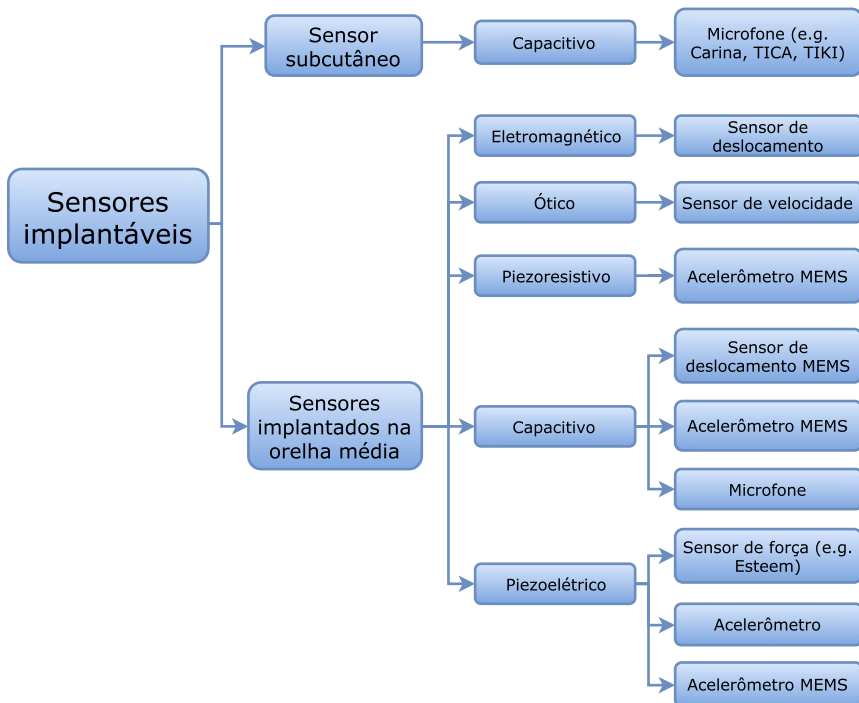 Sensores
implantáveis
Sensor
subcutâneo
Capacitivo
Microfone (e.g.
Carina, TICA, TIKI)
Sensores
implantados na
orelha média
Eletromagnético
Sensor de
deslocamento
Ótico
Sensor de velocidade
Piezoresistivo
Acelerômetro MEMS
Capacitivo
Sensor de
deslocamento MEMS
Acelerômetro MEMS
Microfone
Piezoelétrico
Sensor de força (e.g.
Esteem)
Acelerômetro
Acelerômetro MEMS